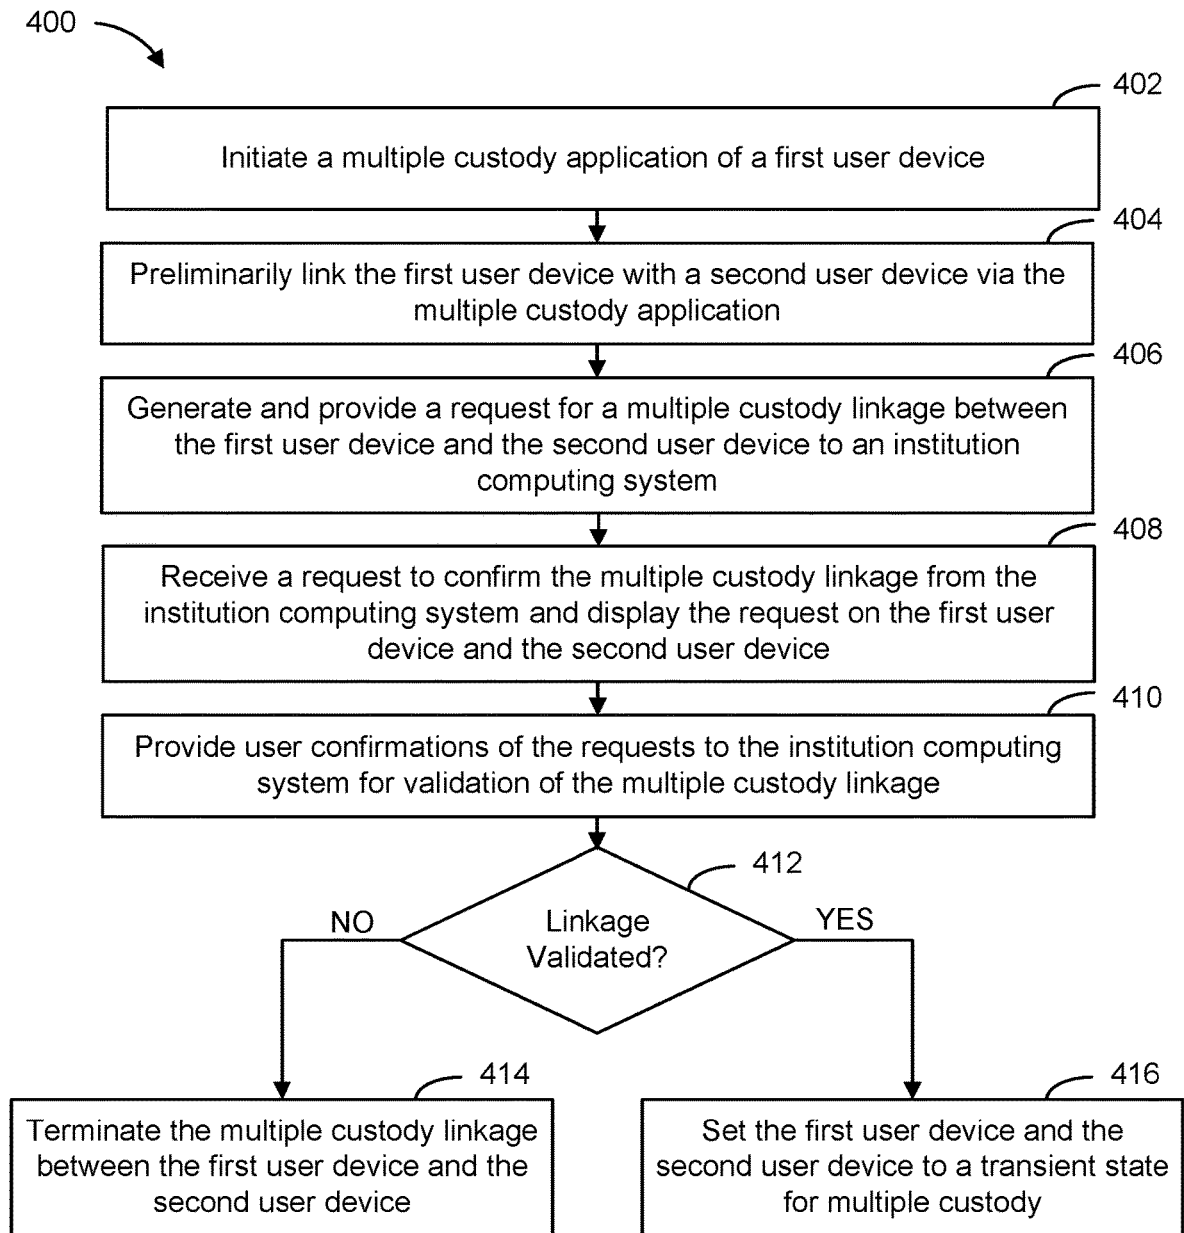 400
402
Initiate a multiple custody application of a first user device
404
Preliminarily link the first user device with a second user device via the
multiple custody application
406
Generate and provide a request for a multiple custody linkage between
the first user device and the second user device to an institution
computing system
408
Receive a request to confirm the multiple custody linkage from the
institution computing system and display the request on the first user
device and the second user device
410
Provide user confirmations of the requests to the institution computing
system for validation of the multiple custody linkage
412
NO
Linkage
Validated?
YES
414
Terminate the multiple custody linkage
between the first user device and the
second user device
416
Set the first user device and the
second user device to a transient state
for multiple custody